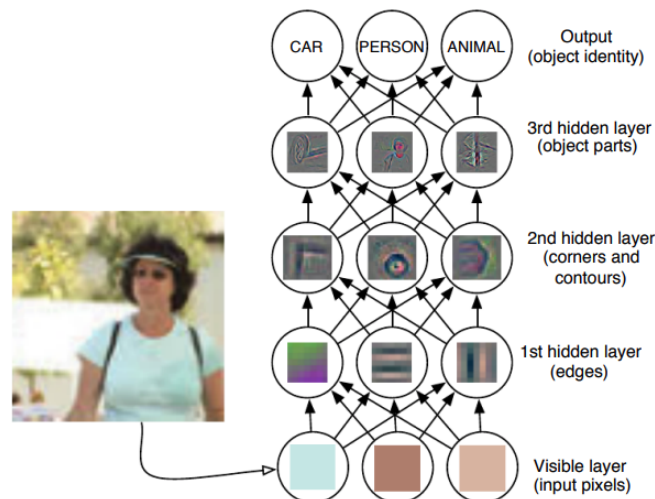 CAR
PERSON
ANIMAL
Output
(object identity)
3rd hidden layer
(object parts)
2nd hidden layer
(corners and
contours)
1st hidden layer
(edges)
Visible layer
(input pixels)